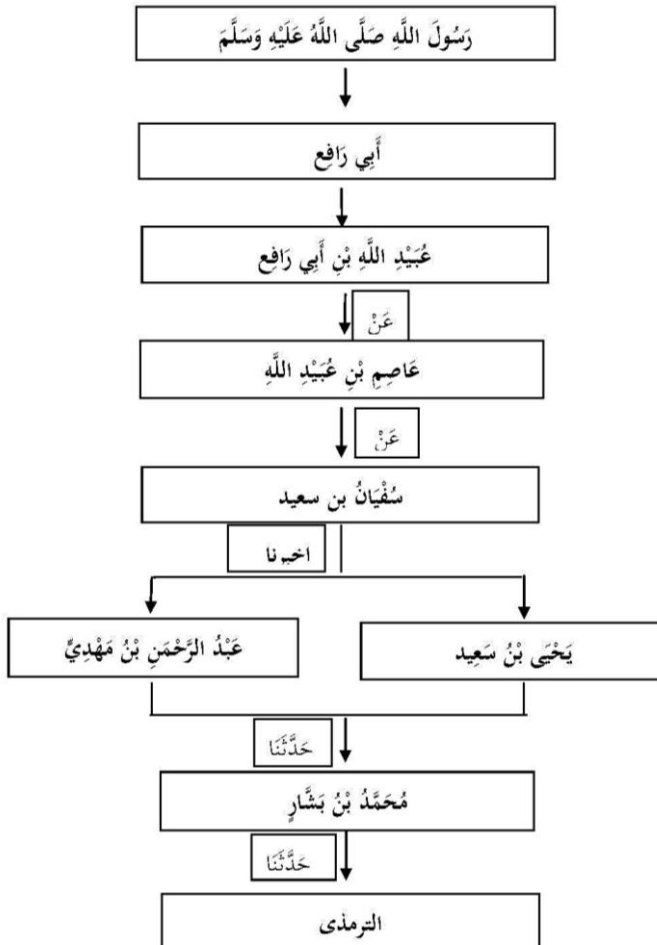 رَسُولَ اللَّهِ صَلَّى اللَّهُ عَلَيْهِ وَسَلَّمَ
أَبِي رَافِع
عُبَيْدِ اللَّهِ بْنِ أَبِي رَافِع
عَنْ
عَاصِمِ بْنِ عُبَيْدِ اللَّهِ
عَنْ
سُفْيَانُ بن سعيد
اخبرنا
يَحْيَى بْنُ سَعِيد
عَبْدُ الرَّحْمَنِ بْنُ مَهْدِيٍّ
حَدَّثَنَا
مُحَمَّدُ بْنُ بَشَّارٍ
حَدَّثَنَا
الترمذى